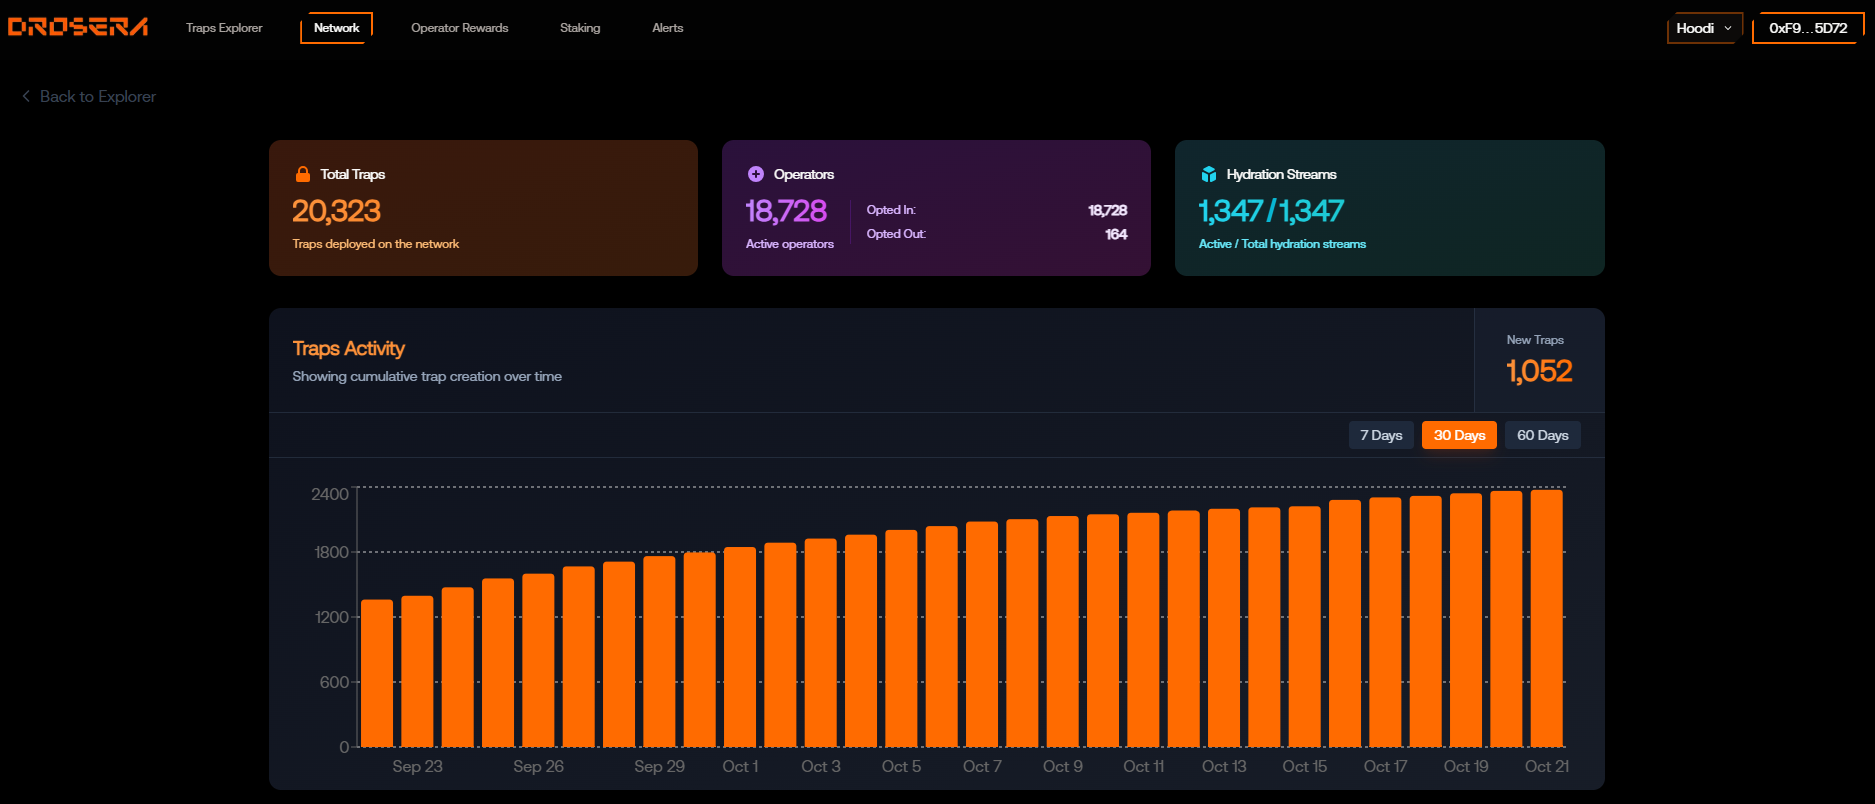 DROSERA
Traps Explorer
Network
Operator Rewards
Staking
Alerts
Hoodi
0xF9...5D72
Back to Explorer
Total Traps
20,323
Traps deployed on the network
Operators
18,728
Active operators
Opted In: 18,728
Opted Out: 164
Hydration Streams
1,347/1,347
Active / Total hydration streams
Traps Activity
Showing cumulative trap creation over time
New Traps
1,052
7 Days
30 Days
60 Days
2400
1800
1200
600
0
Sep 23
Sep 26
Sep 29
Oct 1
Oct 3
Oct 5
Oct 7
Oct 9
Oct 11
Oct 13
Oct 15
Oct 17
Oct 19
Oct 21